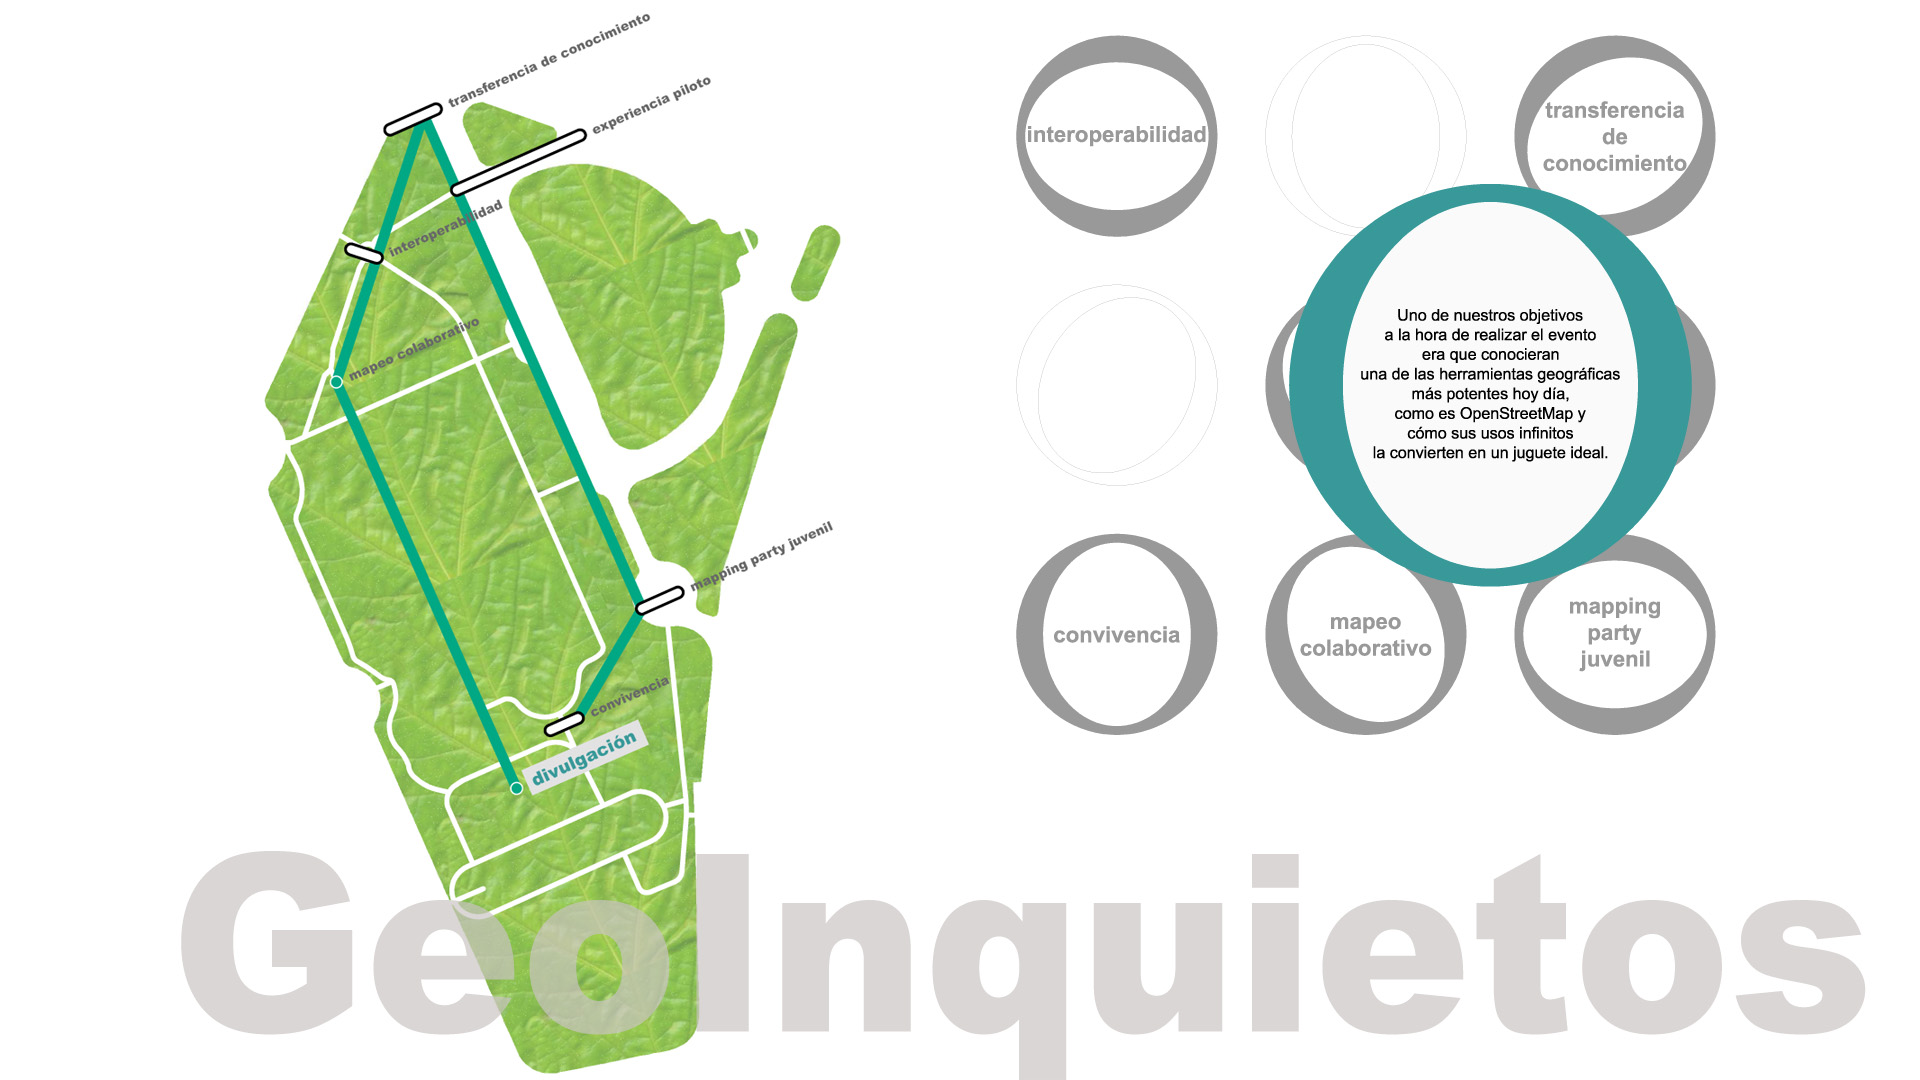 transferencia de conocimiento
experiencia piloto
interoperabilidad
mapeo colaborativo
mapping party juvenil
convivencia
divulgación
interoperabilidad
transferencia
de
conocimiento
Uno de nuestros objetivos
a la hora de realizar el evento
era que conocieran
una de las herramientas geográficas
más potentes hoy día,
como es OpenStreetMap y
cómo sus usos infinitos
la convierten en un juguete ideal.
convivencia
mapeo
colaborativo
mapping
party
juvenil
GeoInquietos